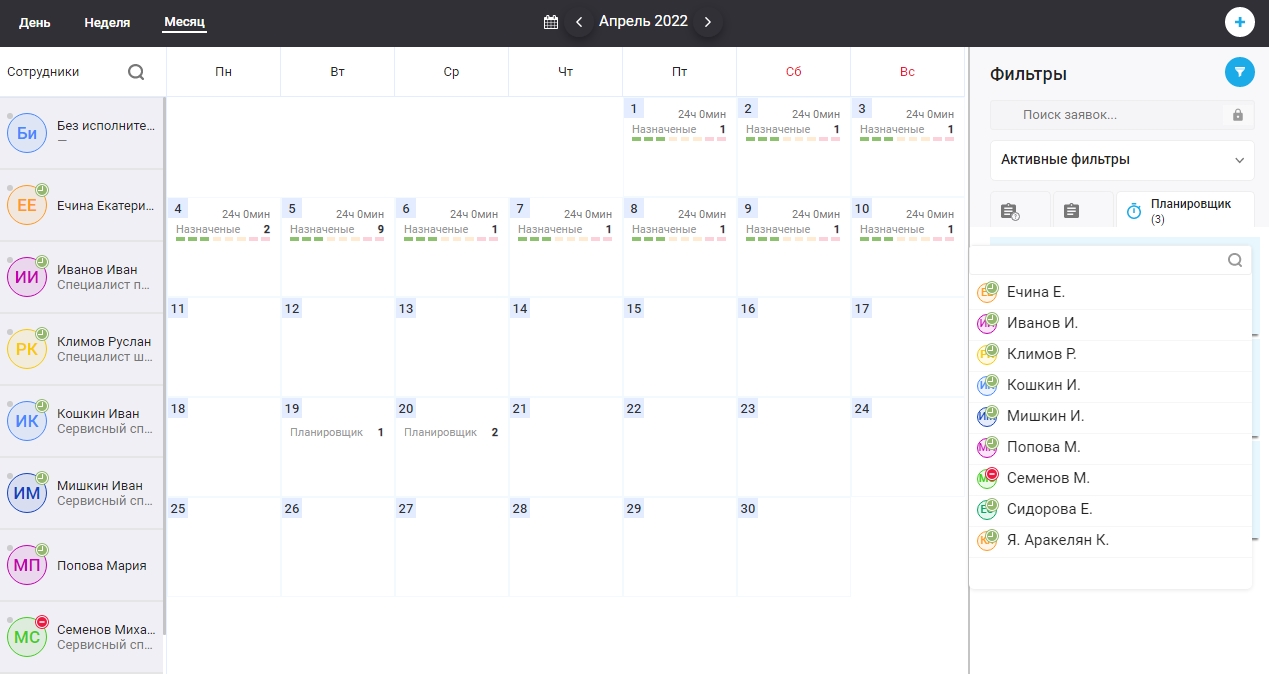 День Неделя Месяц Апрель 2022
Сотрудники Пн Вт Ср Чт Пт Сб Вс
Фильтры
Поиск заявок...
Активные фильтры
Планировщик
(3)
Би Без исполните...
—
ЕЕ Ечина Екатери...
ИИ Иванов Иван
Специалист п...
РК Климов Руслан
Специалист ш...
ИК Кошкин Иван
Сервисный сп...
ИМ Мишкин Иван
Сервисный сп...
МП Попова Мария
МС Семенов Миха...
Сервисный сп...
1 24ч 0мин
Назначеные 1
2 24ч 0мин
Назначеные 1
3 24ч 0мин
Назначеные 1
4 24ч 0мин
Назначеные 2
5 24ч 0мин
Назначеные 9
6 24ч 0мин
Назначеные 1
7 24ч 0мин
Назначеные 1
8 24ч 0мин
Назначеные 1
9 24ч 0мин
Назначеные 1
10 24ч 0мин
Назначеные 1
11 12 13 14 15 16 17
18 19 20 21 22 23 24
Планировщик 1 Планировщик 2
25 26 27 28 29 30
Ечина Е.
Иванов И.
Климов Р.
Кошкин И.
Мишкин И.
Попова М.
Семенов М.
Сидорова Е.
Я. Аракелян К.